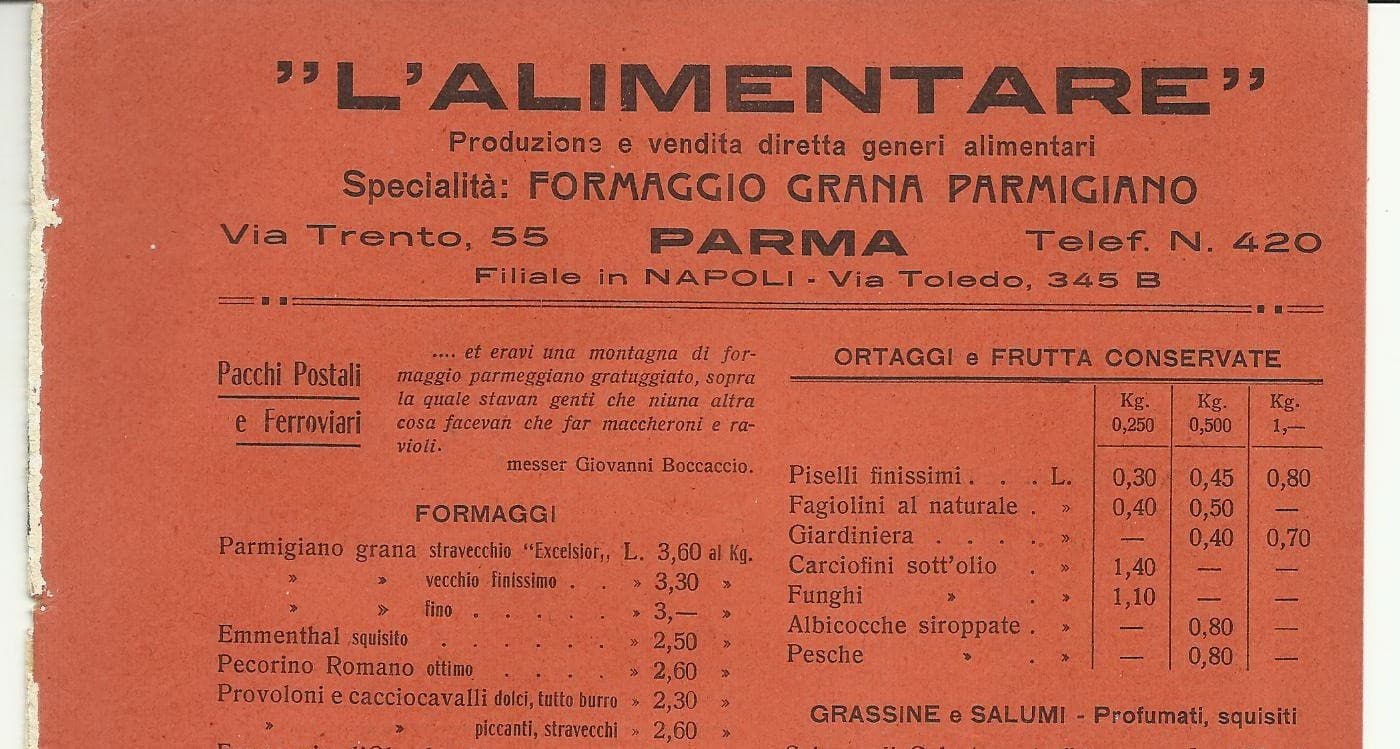 ”L’ALIMENTARE”
Produzione e vendita diretta generi alimentari
Specialità: FORMAGGIO GRANA PARMIGIANO
Via Trento, 55 PARMA Telef. N. 420
Filiale in NAPOLI - Via Toledo, 345 B
Pacchi Postali
e Ferroviari
.... et eravi una montagna di for-
maggio parmeggiano gratuggiato, sopra
la quale stavan genti che niuna altra
cosa facevan che far maccheroni e ra-
violi.
messer Giovanni Boccaccio.
FORMAGGI
Parmigiano grana stravecchio “Excelsior„ L. 3,60 al Kg.
» » vecchio finissimo . . » 3,30 »
» » fino . . . . . » 3,— »
Emmenthal squisito . . . . . . » 2,50 »
Pecorino Romano ottimo . . . . » 2,60 »
Provoloni e cacciocavalli dolci, tutto burro » 2,30 »
» » piccanti, stravecchi » 2,60 »
ORTAGGI e FRUTTA CONSERVATE
Kg. Kg. Kg.
0,250 0,500 1,—
Piselli finissimi . . . L. 0,30 0,45 0,80
Fagiolini al naturale . » 0,40 0,50 —
Giardiniera . . . . » — 0,40 0,70
Carciofini sott’olio . » 1,40 — —
Funghi » . » 1,10 — —
Albicocche siroppate . » — 0,80 —
Pesche » . » — 0,80 —
GRASSINE e SALUMI - Profumati, squisiti